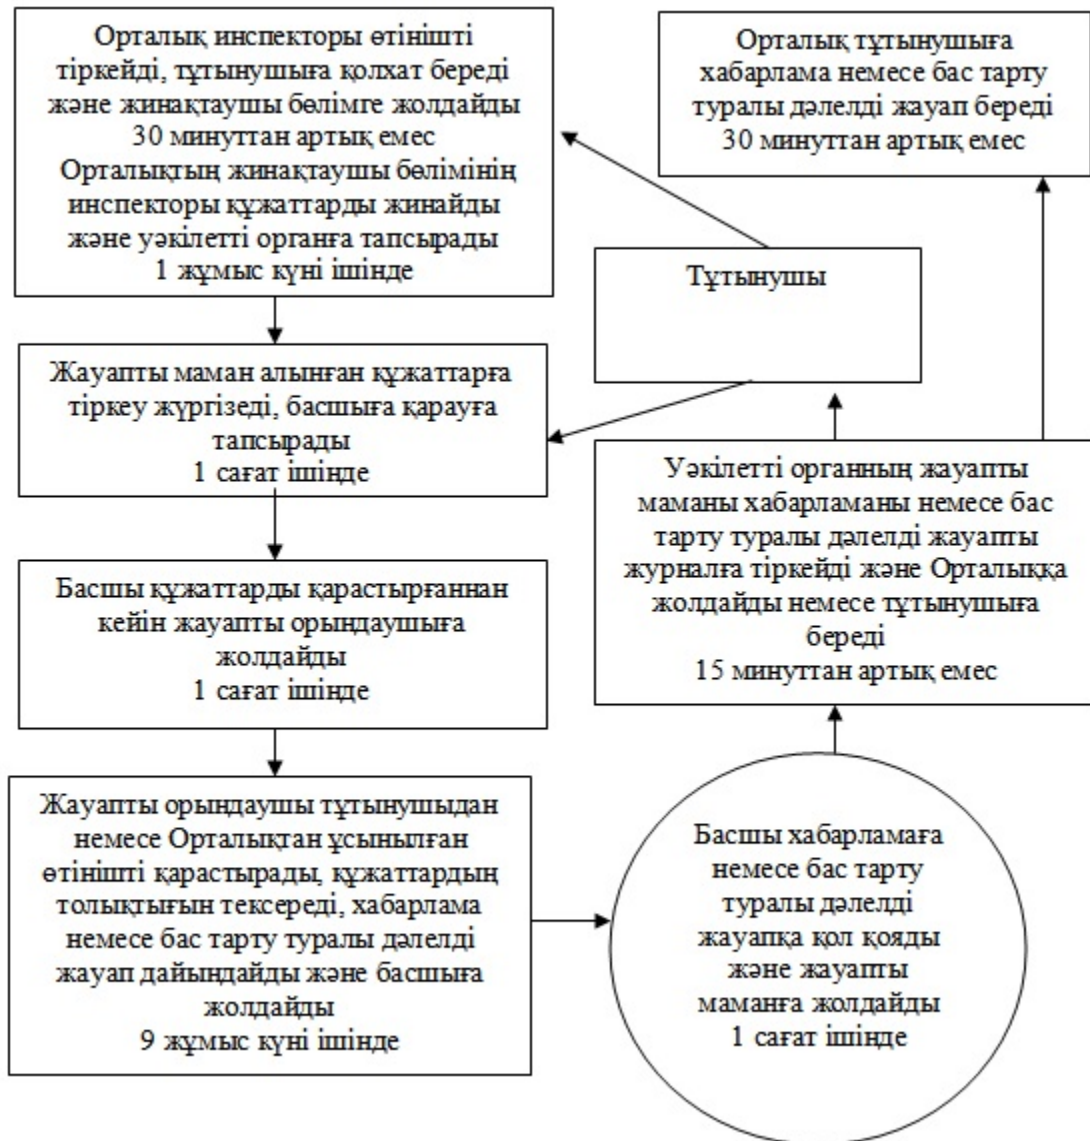 Орталық инспекторы өтінішті
тіркейді, тұтынушыға қолхат береді
және жинақтаушы бөлімге жолдайды
30 минуттан артық емес
Орталықтың жинақтаушы бөлімінің
инспекторы құжаттарды жинайды
және уәкілетті органға тапсырады
1 жұмыс күні ішінде
Орталық тұтынушыға
хабарлама немесе бас тарту
туралы дәлелді жауап береді
30 минуттан артық емес
Тұтынушы
Жауапты маман алынған құжаттарға
тіркеу жүргізеді, басшыға қарауға
тапсырады
1 сағат ішінде
Уәкілетті органның жауапты
маманы хабарламаны немесе бас
тарту туралы дәлелді жауапты
журналға тіркейді және Орталыққа
жолдайды немесе тұтынушыға
береді
15 минуттан артық емес
Басшы құжаттарды қарастырғаннан
кейін жауапты орындаушыға
жолдайды
1 сағат ішінде
Жауапты орындаушы тұтынушыдан
немесе Орталықтан ұсынылған
өтінішті қарастырады, құжаттардың
толықтығын тексереді, хабарлама
немесе бас тарту туралы дәлелді
жауап дайындайды және басшыға
жолдайды
9 жұмыс күні ішінде
Басшы хабарламаға
немесе бас тарту
туралы дәлелді
жауапқа қол қояды
және жауапты
маманға жолдайды
1 сағат ішінде